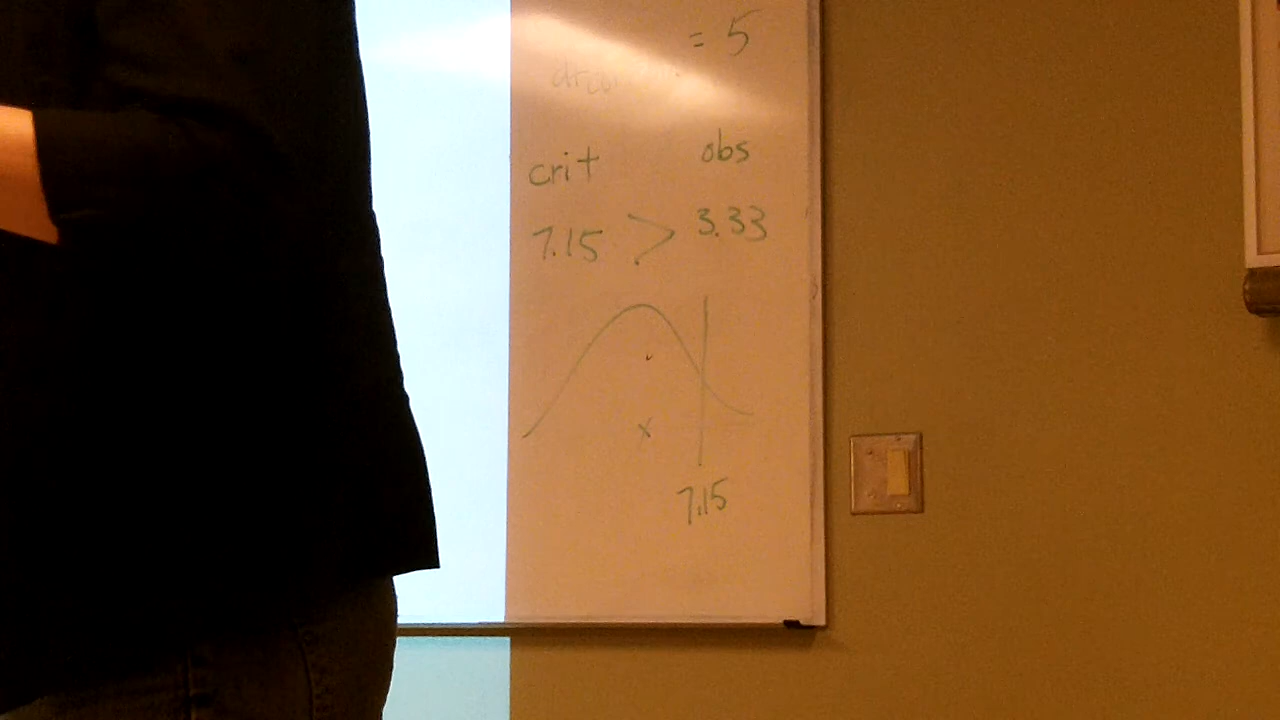 = 5
crit obs
7.15 > 3.33
x
7.15